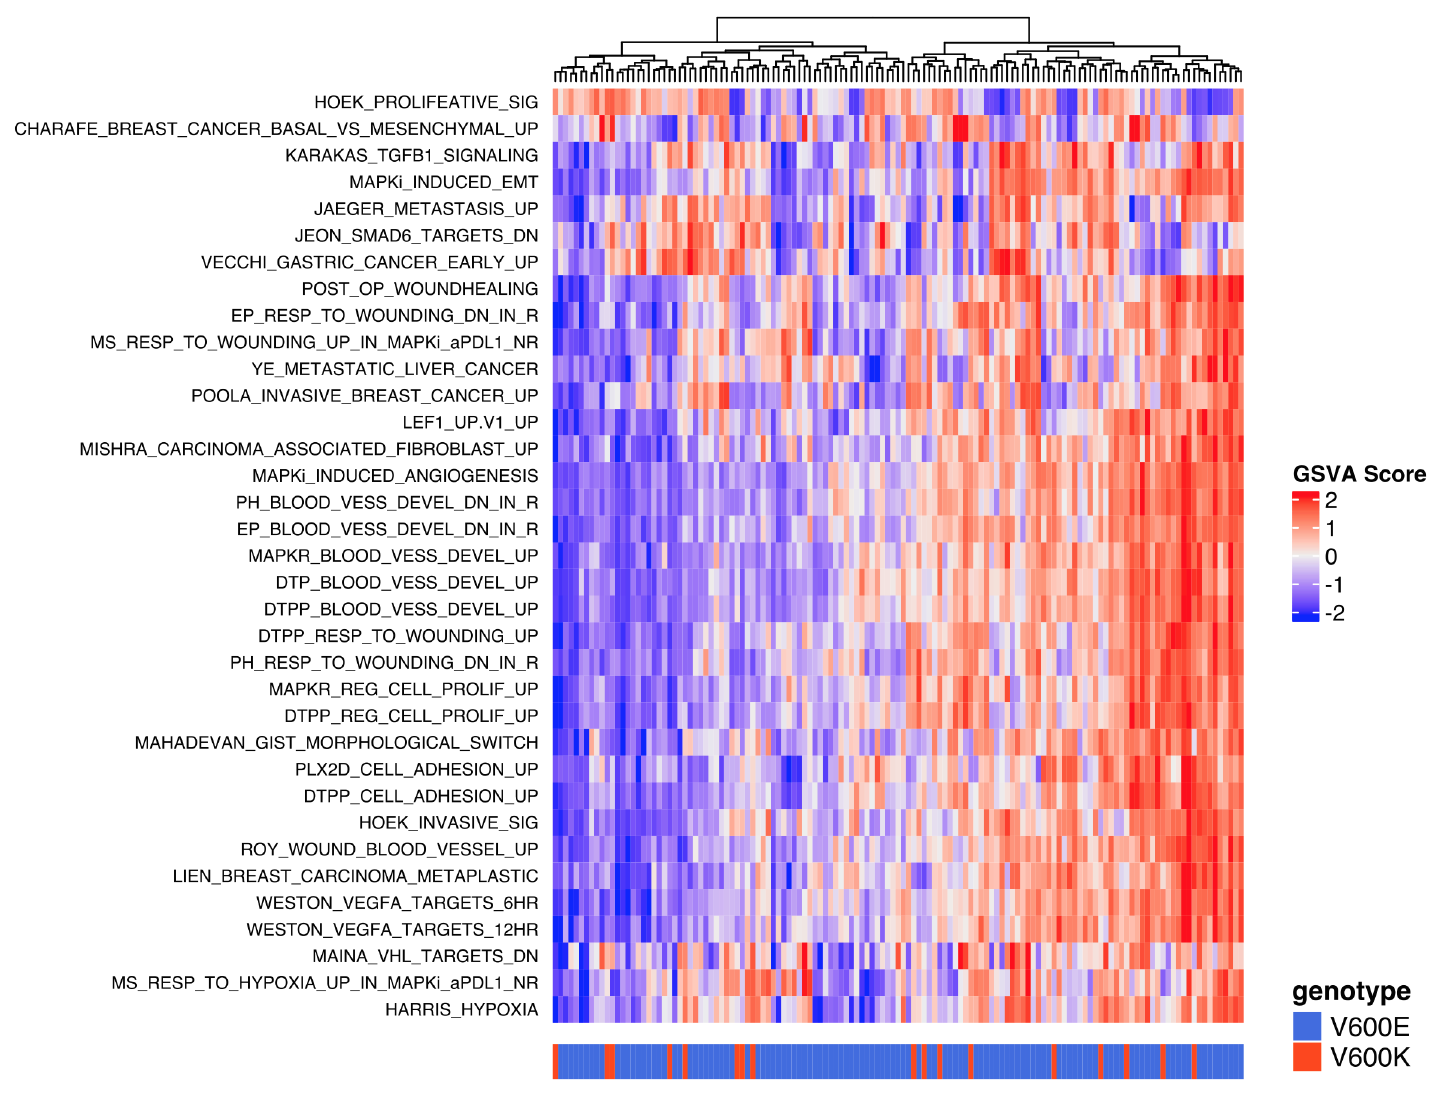 HOEK_PROLIFEATIVE_SIG
CHARAFE_BREAST_CANCER_BASAL_VS_MESENCHYMAL_UP
KARAKAS_TGFB1_SIGNALING
MAPKi_INDUCED_EMT
JAEGER_METASTASIS_UP
JEON_SMAD6_TARGETS_DN
VECCHI_GASTRIC_CANCER_EARLY_UP
POST_OP_WOUNDHEALING
EP_RESP_TO_WOUNDING_DN_IN_R
MS_RESP_TO_WOUNDING_UP_IN_MAPKi_aPDL1_NR
YE_METASTATIC_LIVER_CANCER
POOLA_INVASIVE_BREAST_CANCER_UP
LEF1_UP.V1_UP
MISHRA_CARCINOMA_ASSOCIATED_FIBROBLAST_UP
MAPKi_INDUCED_ANGIOGENESIS
PH_BLOOD_VESS_DEVEL_DN_IN_R
EP_BLOOD_VESS_DEVEL_DN_IN_R
MAPKR_BLOOD_VESS_DEVEL_UP
DTP_BLOOD_VESS_DEVEL_UP
DTPP_BLOOD_VESS_DEVEL_UP
DTPP_RESP_TO_WOUNDING_UP
PH_RESP_TO_WOUNDING_DN_IN_R
MAPKR_REG_CELL_PROLIF_UP
DTPP_REG_CELL_PROLIF_UP
MAHADEVAN_GIST_MORPHOLOGICAL_SWITCH
PLX2D_CELL_ADHESION_UP
DTPP_CELL_ADHESION_UP
HOEK_INVASIVE_SIG
ROY_WOUND_BLOOD_VESSEL_UP
LIEN_BREAST_CARCINOMA_METAPLASTIC
WESTON_VEGFA_TARGETS_6HR
WESTON_VEGFA_TARGETS_12HR
MAINA_VHL_TARGETS_DN
MS_RESP_TO_HYPOXIA_UP_IN_MAPKi_aPDL1_NR
HARRIS_HYPOXIA
GSVA Score
2
1
0
-1
-2
genotype
V600E
V600K